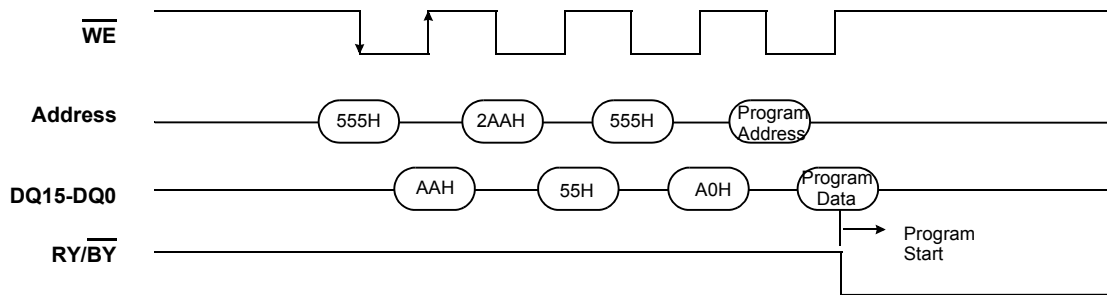 WE
Address
555H
2AAH
555H
Program
Address
DQ15-DQ0
AAH
55H
A0H
Program
Data
RY/BY
Program
Start